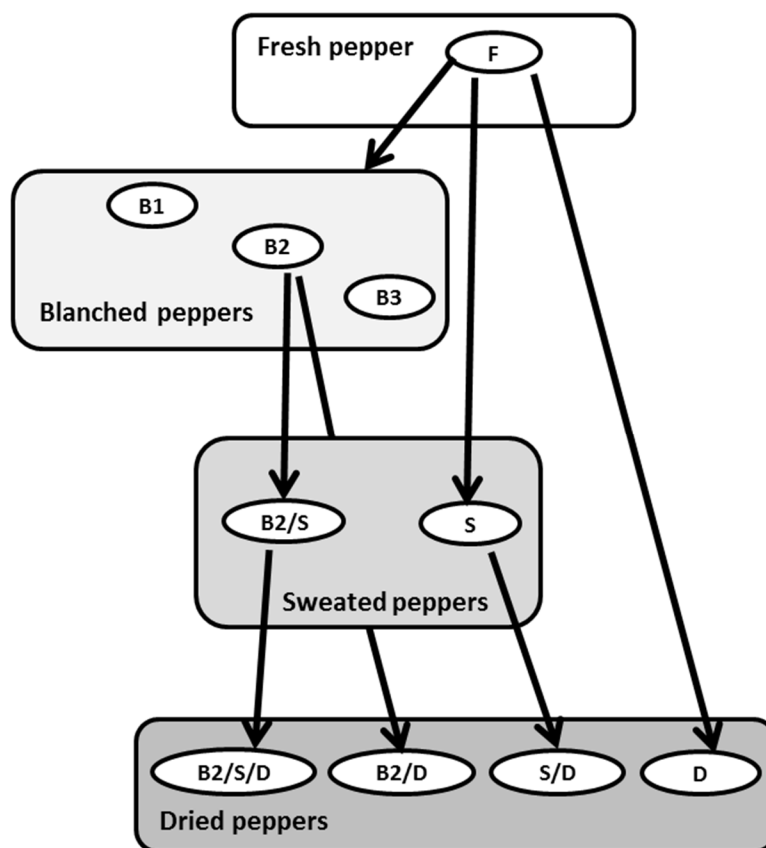 Fresh pepper
F
B1
B2
B3
Blanched peppers
B2/S
S
Sweated peppers
B2/S/D
B2/D
S/D
D
Dried peppers